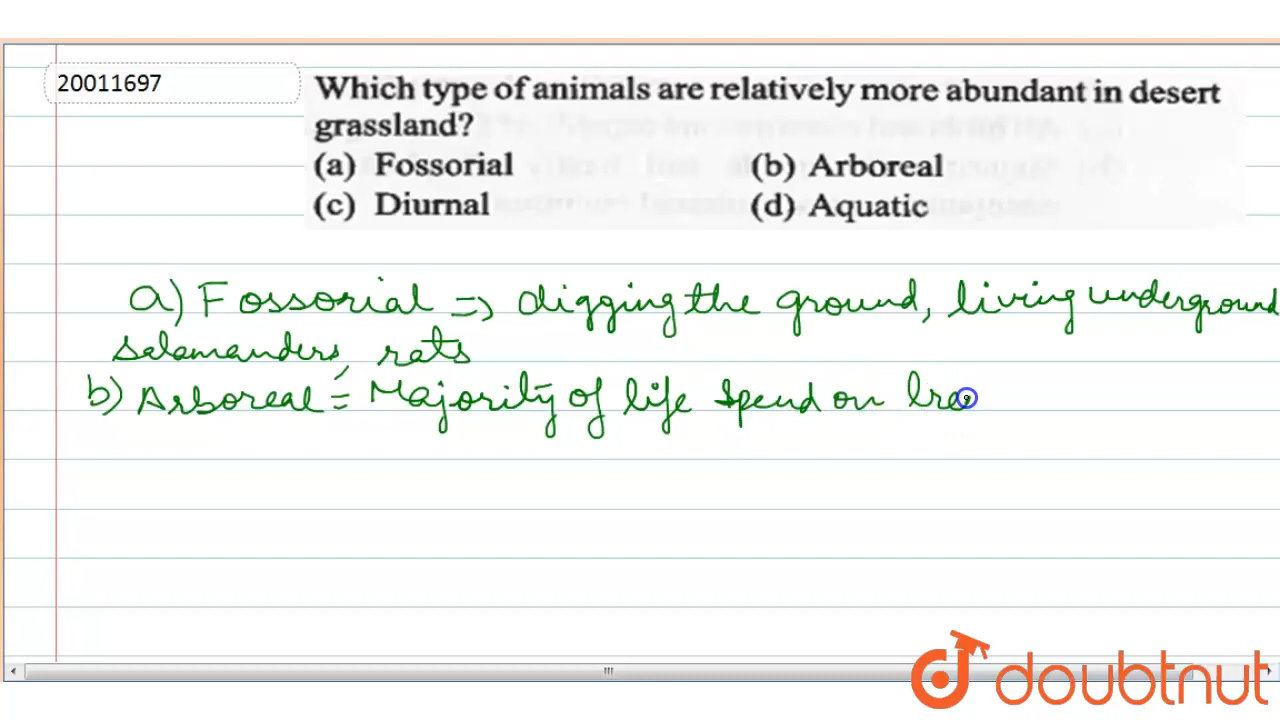 20011697
Which type of animals are relatively more abundant in desert
grassland?
(a) Fossorial (b) Arboreal
(c) Diurnal (d) Aquatic
a) Fossorial => digging the ground, living underground
salamanders, rats
b) Arboreal = Majority of life spend on tre
doubtnut